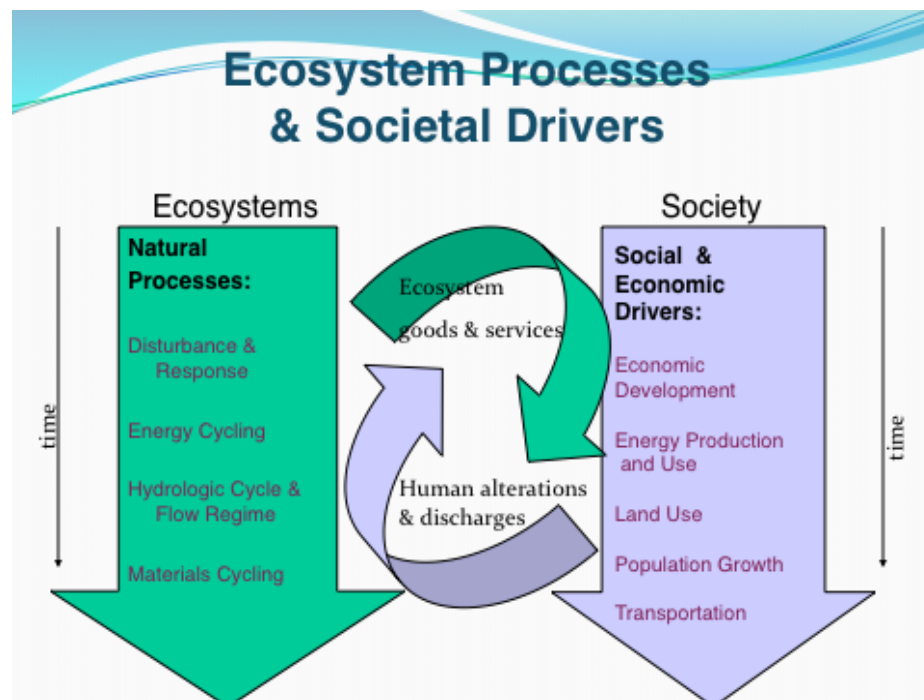 Ecosystem Processes
& Societal Drivers
Ecosystems
Society
time
Natural
Processes:
Disturbance &
Response
Energy Cycling
Hydrologic Cycle &
Flow Regime
Materials Cycling
Ecosystem
goods & services
Human alterations
& discharges
Social &
Economic
Drivers:
Economic
Development
Energy Production
and Use
Land Use
Population Growth
Transportation
time